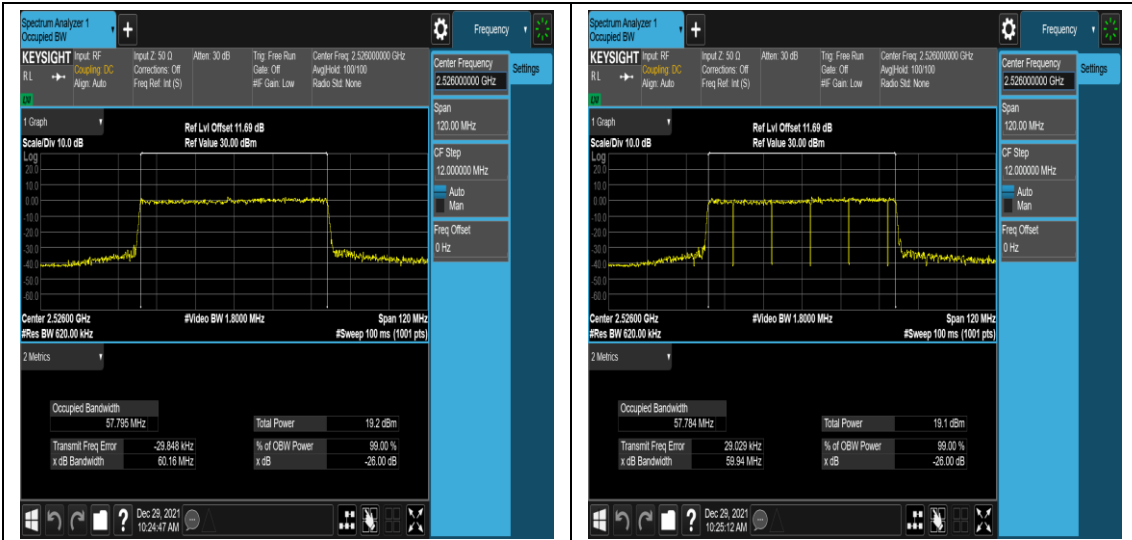 Spectrum Analyzer 1
Occupied BW
+
Frequency
KEYSIGHT Input: RF Input Z: 50 Ω Atten: 30 dB Trig: Free Run Center Freq: 2.526000000 GHz
R L Coupling: DC Corrections: Off Gate: Off Avg|Hold: 100/100
Align: Auto Freq Ref: Int (S) #IF Gain: Low Radio Std: None
Center Frequency
2.526000000 GHz
Settings
Span
120.00 MHz
CF Step
12.000000 MHz
Auto
Man
Freq Offset
0 Hz
1 Graph
Ref Lvl Offset 11.69 dB
Scale/Div 10.0 dB Ref Value 30.00 dBm
Log
20.0
10.0
0.00
-10.0
-20.0
-30.0
-40.0
-50.0
-60.0
Center 2.52600 GHz #Video BW 1.8000 MHz Span 120 MHz
#Res BW 620.00 kHz #Sweep 100 ms (1001 pts)
2 Metrics
Occupied Bandwidth
57.795 MHz Total Power 19.2 dBm
Transmit Freq Error -29.848 kHz % of OBW Power 99.00 %
x dB Bandwidth 60.16 MHz x dB -26.00 dB
? Dec 29, 2021
10:24:47 AM
Spectrum Analyzer 1
Occupied BW
+
Frequency
KEYSIGHT Input: RF Input Z: 50 Ω Atten: 30 dB Trig: Free Run Center Freq: 2.526000000 GHz
R L Coupling: DC Corrections: Off Gate: Off Avg|Hold: 100/100
Align: Auto Freq Ref: Int (S) #IF Gain: Low Radio Std: None
Center Frequency
2.526000000 GHz
Settings
Span
120.00 MHz
CF Step
12.000000 MHz
Auto
Man
Freq Offset
0 Hz
1 Graph
Ref Lvl Offset 11.69 dB
Scale/Div 10.0 dB Ref Value 30.00 dBm
Log
20.0
10.0
0.00
-10.0
-20.0
-30.0
-40.0
-50.0
-60.0
Center 2.52600 GHz #Video BW 1.8000 MHz Span 120 MHz
#Res BW 620.00 kHz #Sweep 100 ms (1001 pts)
2 Metrics
Occupied Bandwidth
57.784 MHz Total Power 19.1 dBm
Transmit Freq Error 29.029 kHz % of OBW Power 99.00 %
x dB Bandwidth 59.94 MHz x dB -26.00 dB
? Dec 29, 2021
10:25:12 AM